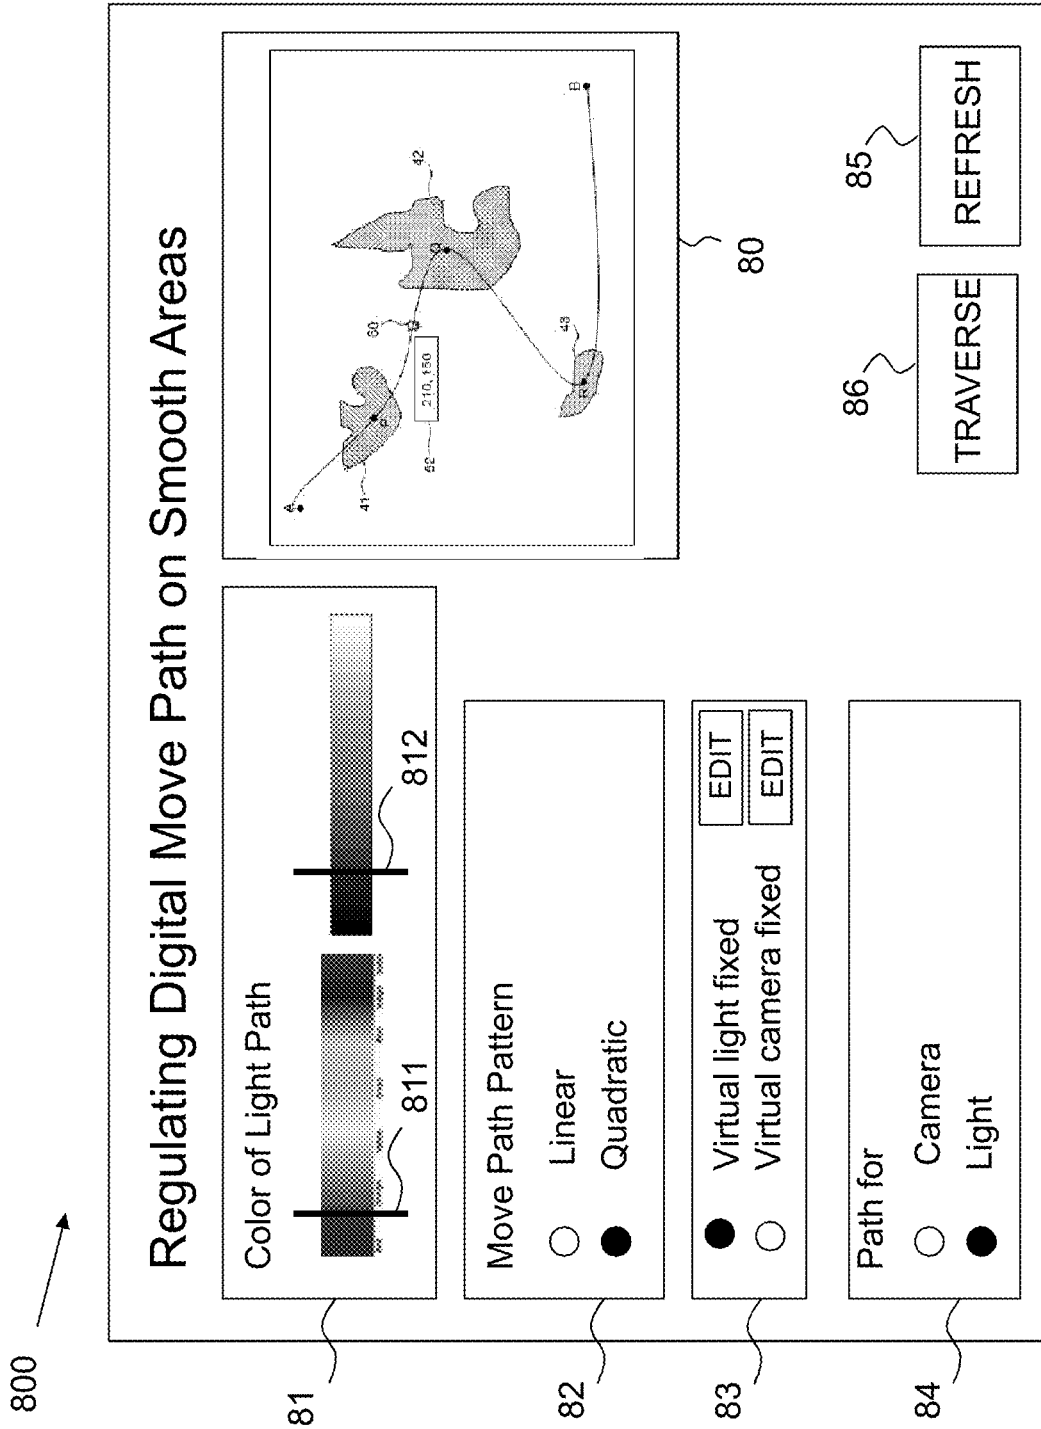 800
Regulating Digital Move Path on Smooth Areas
81
Color of Light Path
811
812
82
Move Path Pattern
Linear
Quadratic
83
Virtual light fixed
EDIT
Virtual camera fixed
EDIT
84
Path for
Camera
Light
A
41
P
60
210, 150
42
Q
R
B
80
86
TRAVERSE
85
REFRESH